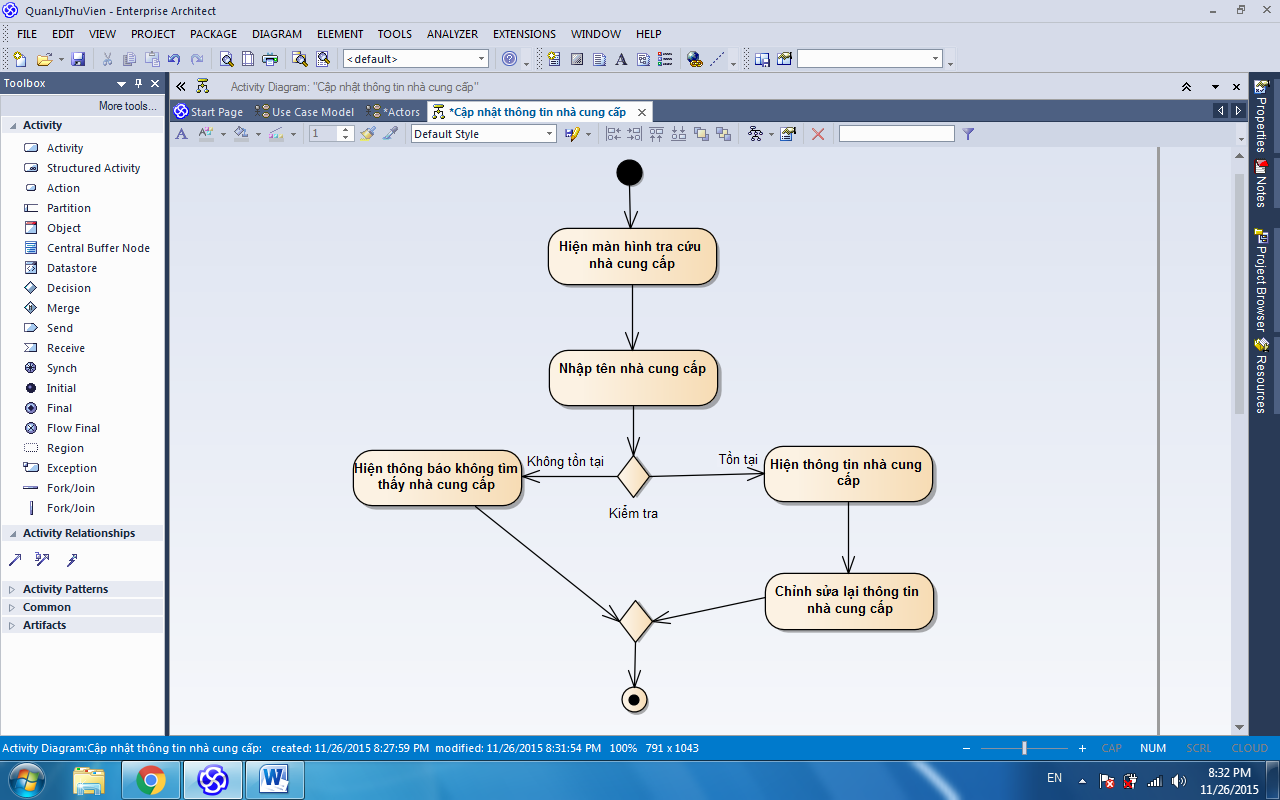 QuanLyThuVien - Enterprise Architect
FILE EDIT VIEW PROJECT PACKAGE DIAGRAM ELEMENT TOOLS ANALYZER EXTENSIONS WINDOW HELP
<default>
Toolbox
Activity Diagram: "Cập nhật thông tin nhà cung cấp"
More tools...
Start Page Use Case Model *Actors *Cập nhật thông tin nhà cung cấp
1 Default Style
Activity
Activity
Structured Activity
Action
Partition
Object
Central Buffer Node
Datastore
Decision
Merge
Send
Receive
Synch
Initial
Final
Flow Final
Region
Exception
Fork/Join
Fork/Join
Activity Relationships
Activity Patterns
Common
Artifacts
Hiện màn hình tra cứu
nhà cung cấp
Nhập tên nhà cung cấp
Không tồn tại
Tồn tại
Kiểm tra
Hiện thông báo không tìm
thấy nhà cung cấp
Hiện thông tin nhà cung
cấp
Chỉnh sửa lại thông tin
nhà cung cấp
Properties
Notes
Project Browser
Resources
Activity Diagram:Cập nhật thông tin nhà cung cấp: created: 11/26/2015 8:27:59 PM modified: 11/26/2015 8:31:54 PM 100% 791 x 1043
CAP NUM SCRL CLOUD
EN
8:32 PM
11/26/2015